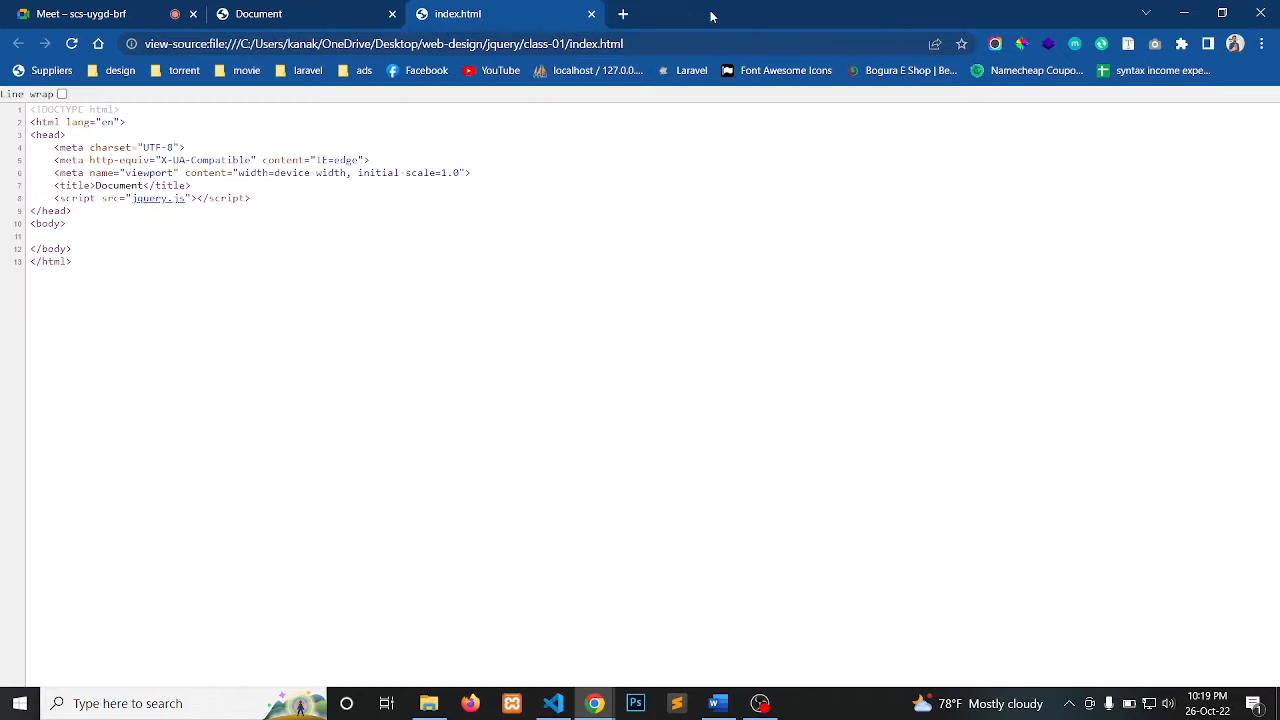 Meet – scs-uygd-brf
Document
index.html
view-source:file:///C:/Users/kanak/OneDrive/Desktop/web-design/jquery/class-01/index.html
Suppliers
design
torrent
movie
laravel
ads
Facebook
YouTube
localhost / 127.0.0....
Laravel
Font Awesome Icons
Bogura E Shop | Be...
Namecheap Coupo...
syntax income expe...
Line wrap
1 <!DOCTYPE html>
2 <html lang="en">
3 <head>
4 <meta charset="UTF-8">
5 <meta http-equiv="X-UA-Compatible" content="IE=edge">
6 <meta name="viewport" content="width=device-width, initial-scale=1.0">
7 <title>Document</title>
8 <script src="jquery.js"></script>
9 </head>
10 <body>
11
12 </body>
13 </html>
Type here to search
Ps
78°F Mostly cloudy
10:19 PM
26-Oct-22